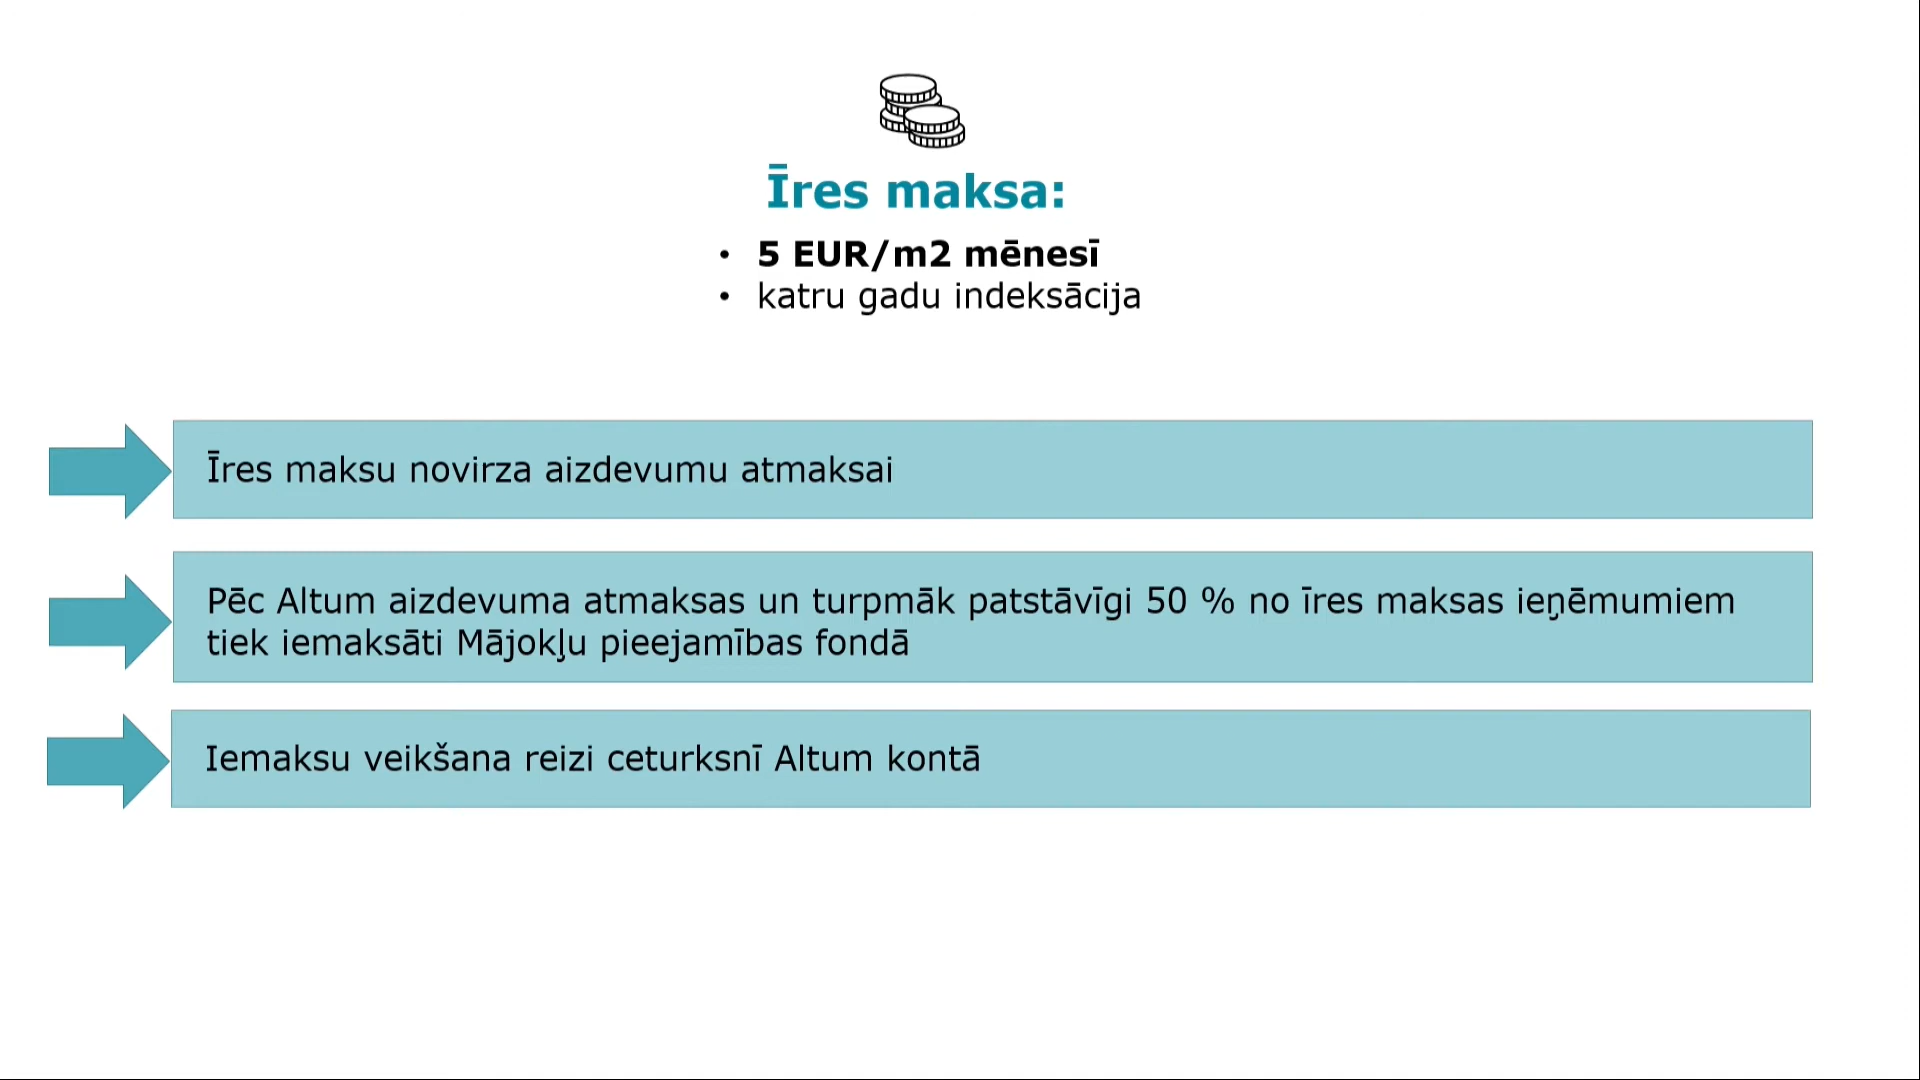 Īres maksa:
• 5 EUR/m2 mēnesī
• katru gadu indeksācija
Īres maksu novirza aizdevumu atmaksai
Pēc Altum aizdevuma atmaksas un turpmāk patstāvīgi 50 % no īres maksas ieņēmumiem
tiek iemaksāti Mājokļu pieejamības fondā
Iemaksu veikšana reizi ceturksnī Altum kontā